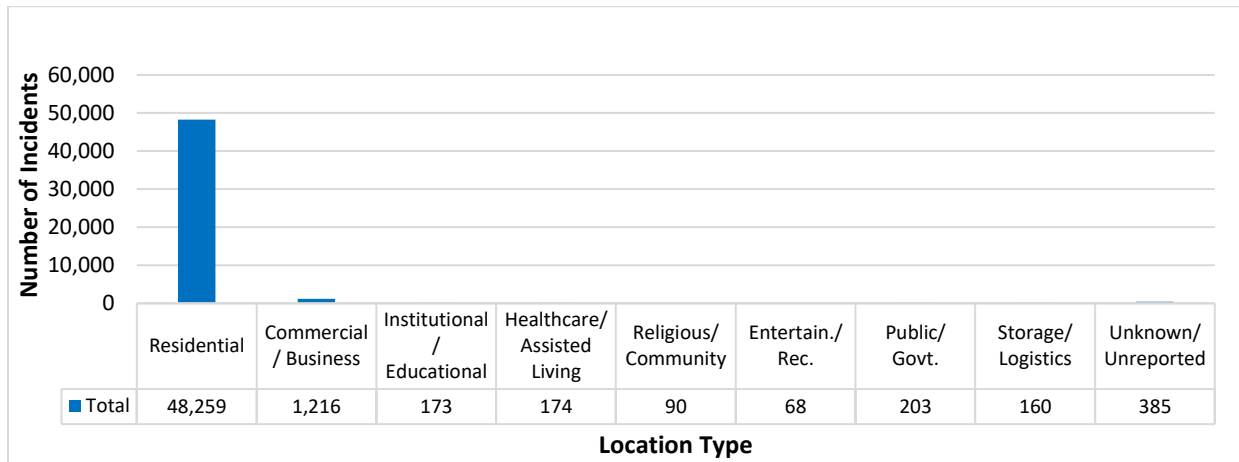 Number of Incidents
60,000
50,000
40,000
30,000
20,000
10,000
0
Residential
Commercial
/ Business
Institutional
/
Educational
Healthcare/
Assisted
Living
Religious/
Community
Entertain./
Rec.
Public/
Govt.
Storage/
Logistics
Unknown/
Unreported
Total 48,259 1,216 173 174 90 68 203 160 385
Location Type